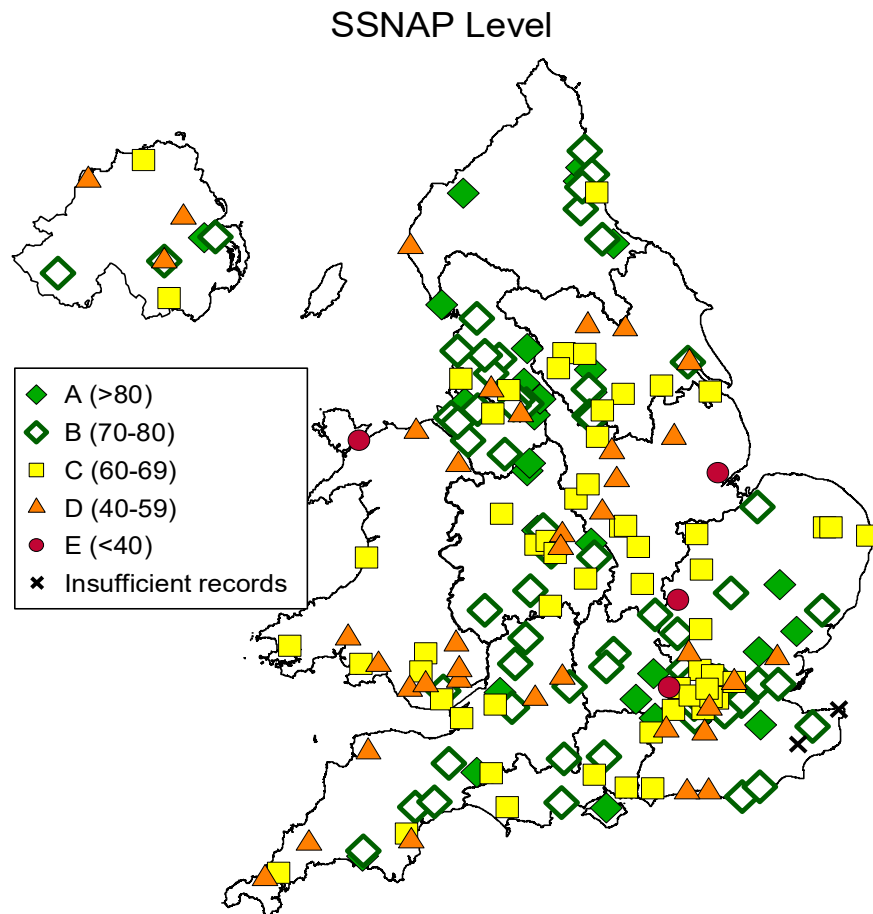 SSNAP Level
A (>80)
B (70-80)
C (60-69)
D (40-59)
E (<40)
Insufficient records